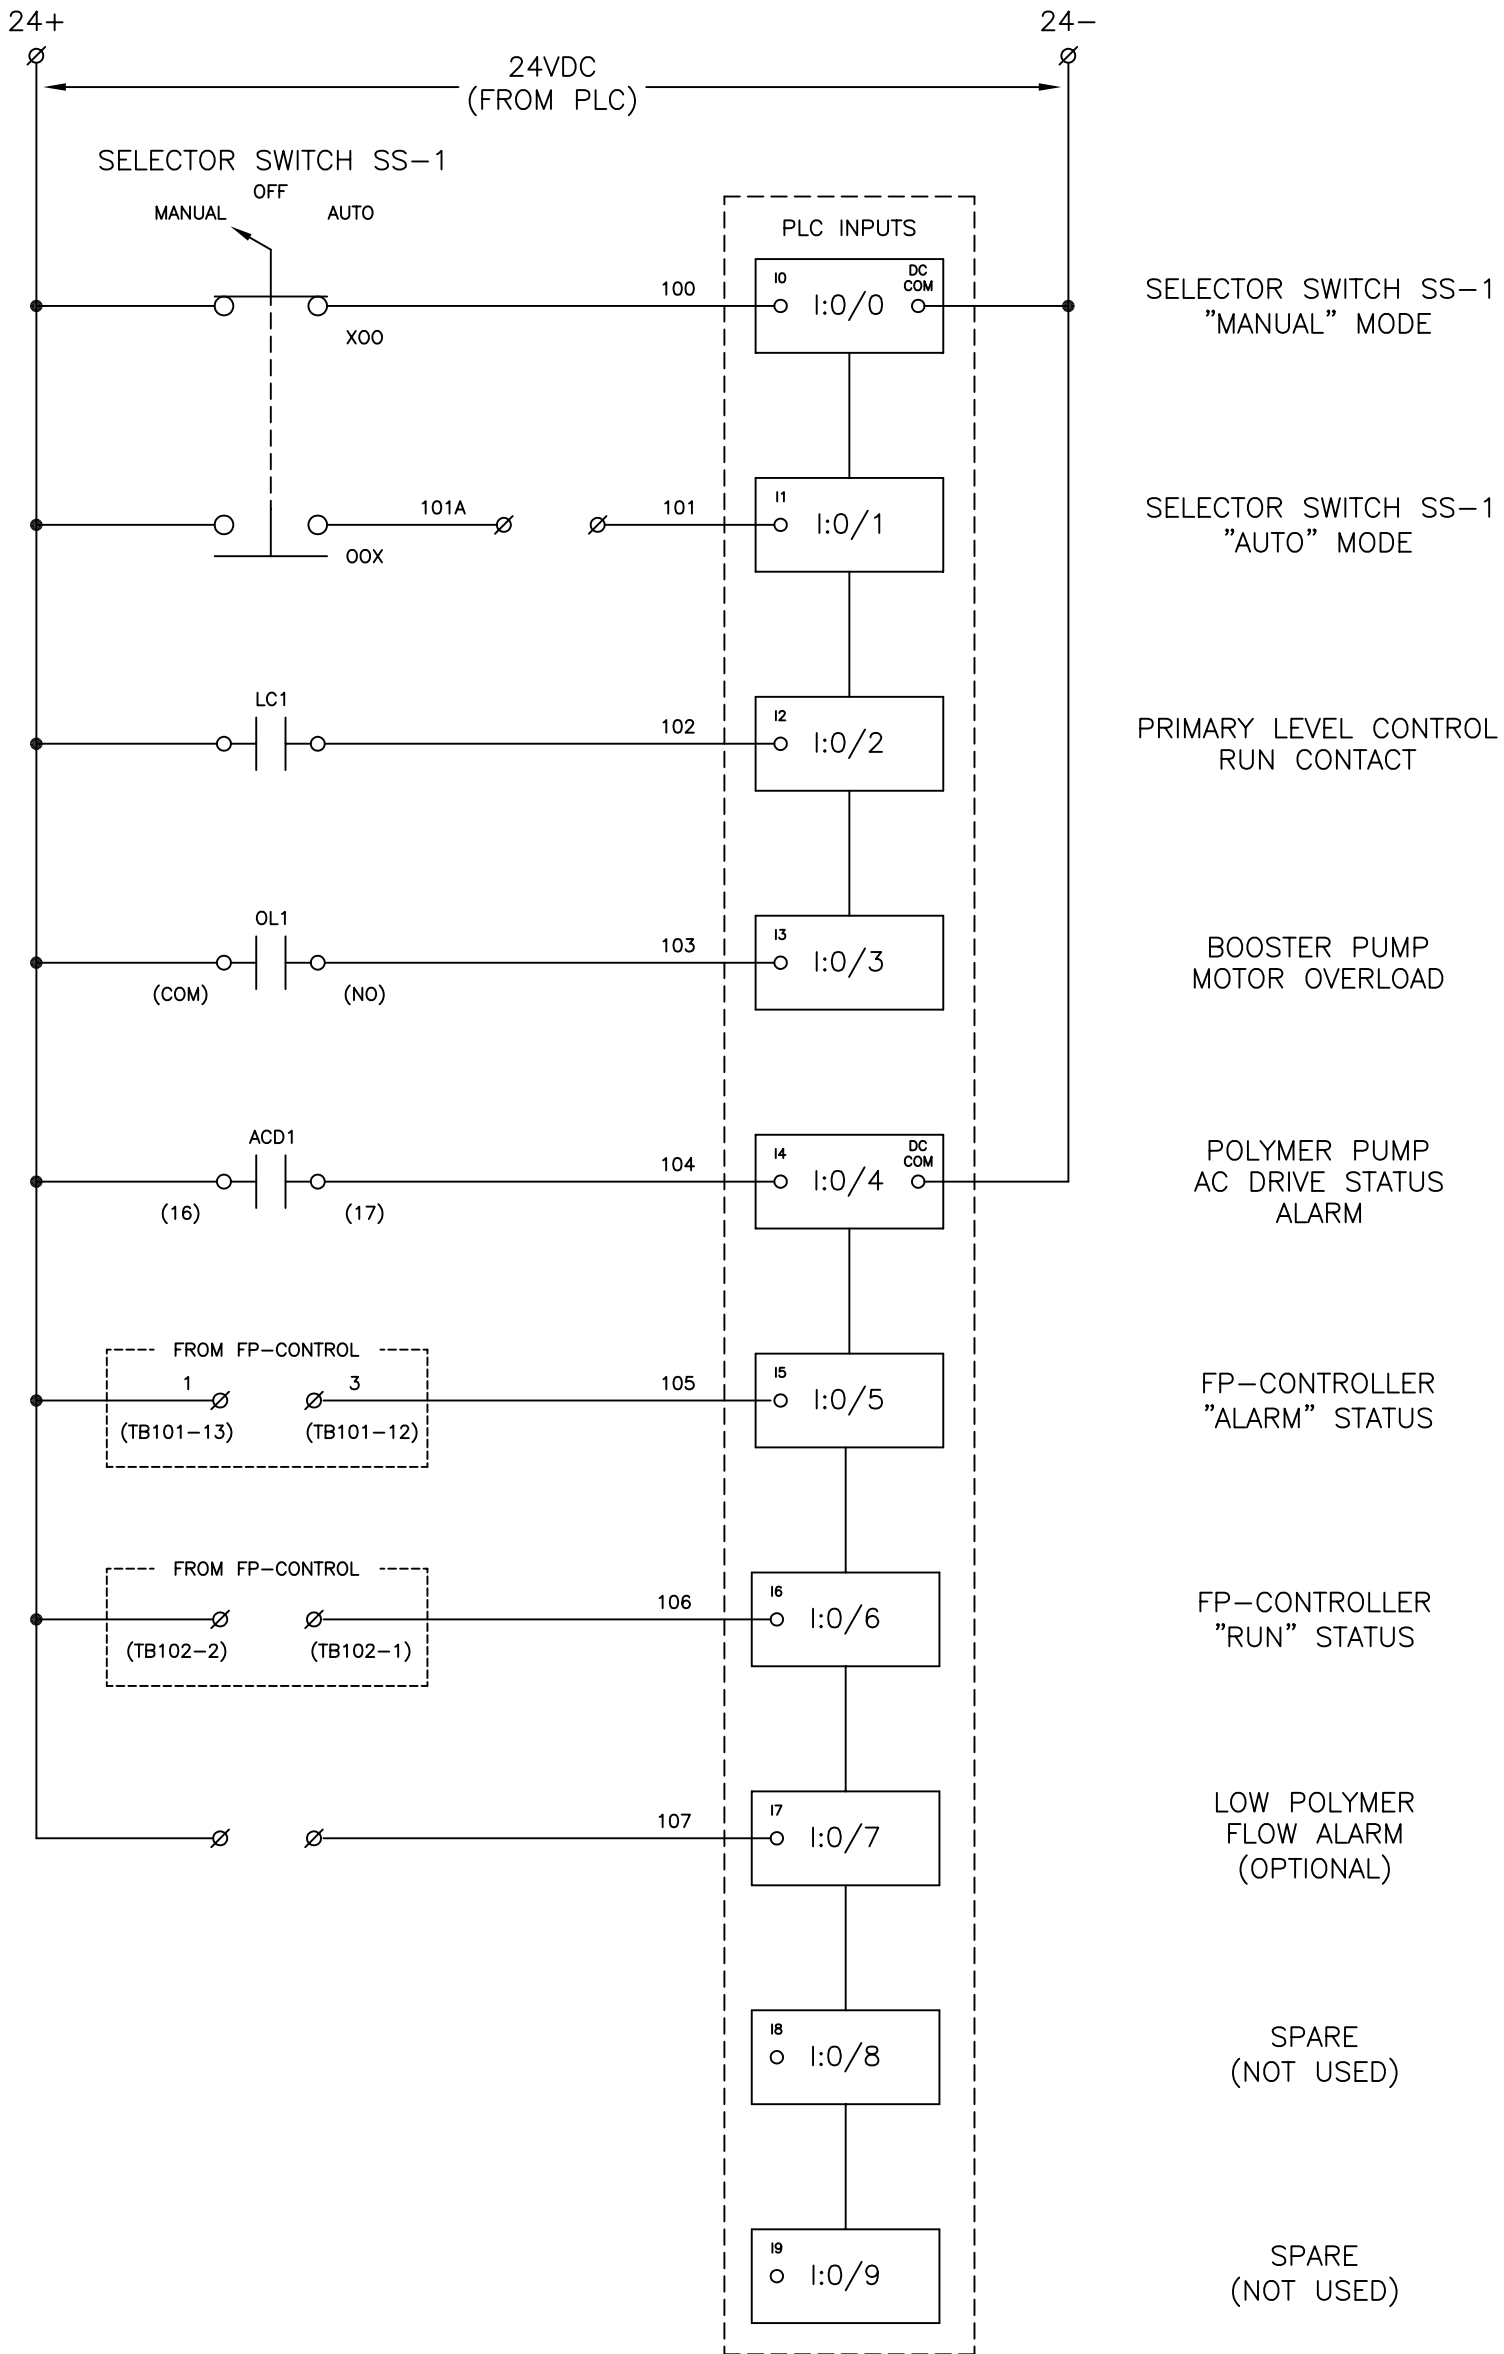 24+
24-
24VDC
(FROM PLC)
SELECTOR SWITCH SS-1
OFF
MANUAL
AUTO
PLC INPUTS
100
I0
I:0/0
DC
COM
X00
SELECTOR SWITCH SS-1
"MANUAL" MODE
101A
101
I1
I:0/1
00X
SELECTOR SWITCH SS-1
"AUTO" MODE
LC1
102
I2
I:0/2
PRIMARY LEVEL CONTROL
RUN CONTACT
OL1
(COM)
(NO)
103
I3
I:0/3
BOOSTER PUMP
MOTOR OVERLOAD
ACD1
(16)
(17)
104
I4
I:0/4
DC
COM
POLYMER PUMP
AC DRIVE STATUS
ALARM
FROM FP-CONTROL
1
3
(TB101-13)
(TB101-12)
105
I5
I:0/5
FP-CONTROLLER
"ALARM" STATUS
FROM FP-CONTROL
(TB102-2)
(TB102-1)
106
I6
I:0/6
FP-CONTROLLER
"RUN" STATUS
107
I7
I:0/7
LOW POLYMER
FLOW ALARM
(OPTIONAL)
I8
I:0/8
SPARE
(NOT USED)
I9
I:0/9
SPARE
(NOT USED)